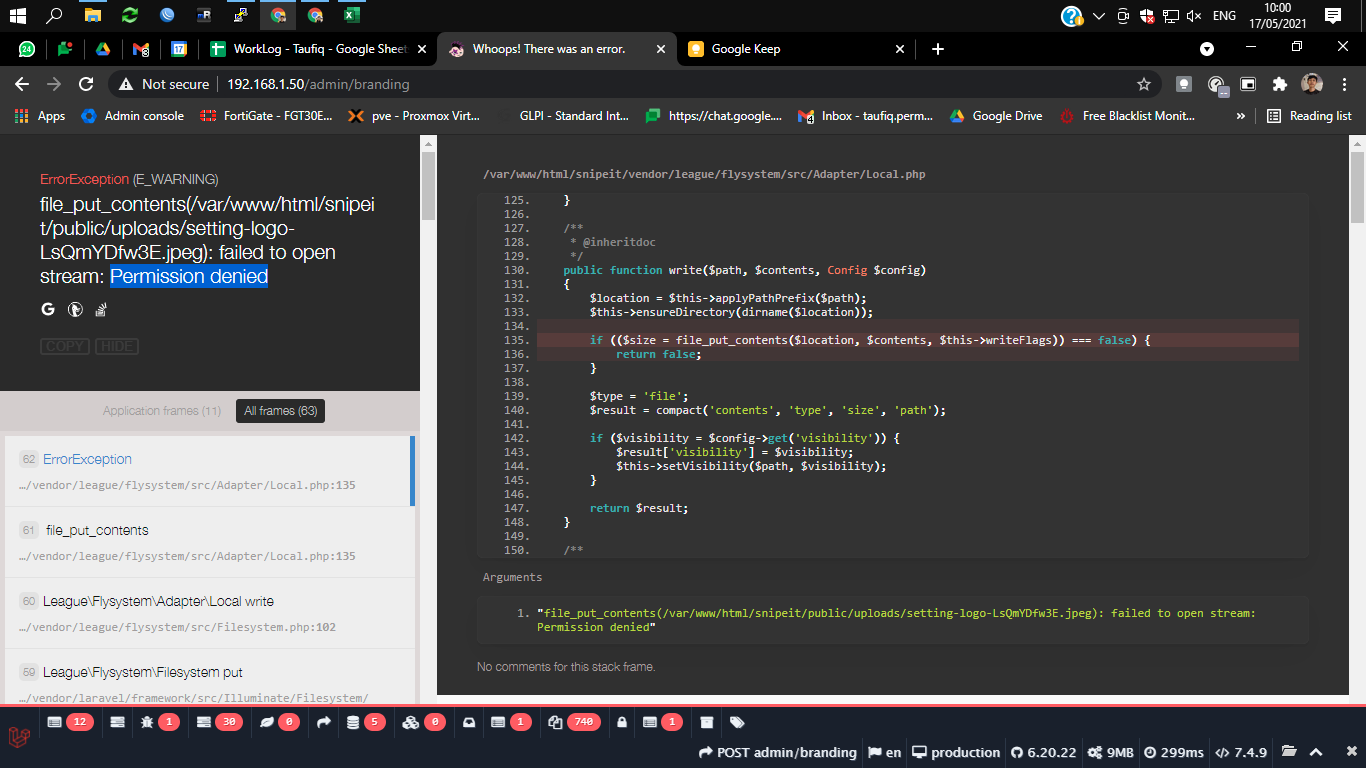 10:00
ENG
17/05/2021
24
17
WorkLog - Taufiq - Google Sheet
Whoops! There was an error.
Google Keep
Not secure
192.168.1.50/admin/branding
Apps
Admin console
FortiGate - FGT30E...
pve - Proxmox Virt...
GLPI - Standard Int...
https://chat.google....
Inbox - taufiq.perm...
Google Drive
Free Blacklist Monit...
»
Reading list
ErrorException (E_WARNING)
file_put_contents(/var/www/html/snipei
t/public/uploads/setting-logo-
LsQmYDfw3E.jpeg): failed to open
stream: Permission denied
COPY HIDE
Application frames (11)
All frames (63)
62 ErrorException
…/vendor/league/flysystem/src/Adapter/Local.php:135
61 file_put_contents
…/vendor/league/flysystem/src/Adapter/Local.php:135
60 League\Flysystem\Adapter\Local write
…/vendor/league/flysystem/src/Filesystem.php:102
59 League\Flysystem\Filesystem put
…/vendor/laravel/framework/src/Illuminate/Filesystem/
/var/www/html/snipeit/vendor/league/flysystem/src/Adapter/Local.php
125. }
126.
127. /**
128. * @inheritdoc
129. */
130. public function write($path, $contents, Config $config)
131. {
132. $location = $this->applyPathPrefix($path);
133. $this->ensureDirectory(dirname($location));
134.
135. if (($size = file_put_contents($location, $contents, $this->writeFlags)) === false) {
136. return false;
137. }
138.
139. $type = 'file';
140. $result = compact('contents', 'type', 'size', 'path');
141.
142. if ($visibility = $config->get('visibility')) {
143. $result['visibility'] = $visibility;
144. $this->setVisibility($path, $visibility);
145. }
146.
147. return $result;
148. }
149.
150. /**
Arguments
1. "file_put_contents(/var/www/html/snipeit/public/uploads/setting-logo-LsQmYDfw3E.jpeg): failed to open stream:
Permission denied"
No comments for this stack frame.
12 1 30 0 5 0 1 740 1
POST admin/branding en production 6.20.22 9MB 299ms 7.4.9